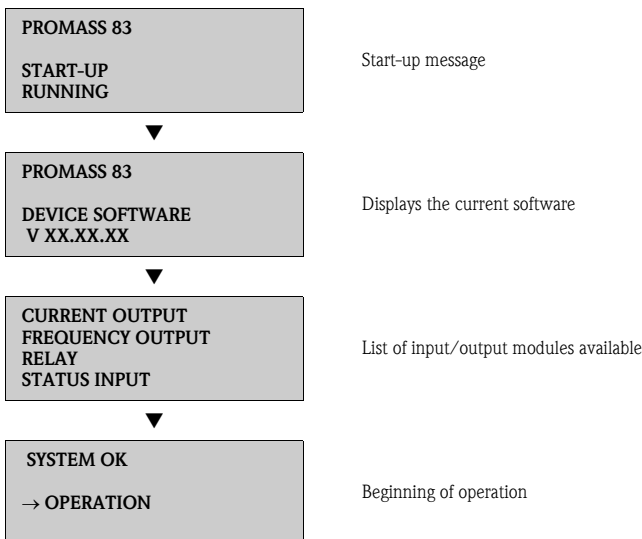 PROMASS 83
START-UP
RUNNING
Start-up message
▼
PROMASS 83
DEVICE SOFTWARE
V XX.XX.XX
Displays the current software
▼
CURRENT OUTPUT
FREQUENCY OUTPUT
RELAY
STATUS INPUT
List of input/output modules available
▼
SYSTEM OK
→ OPERATION
Beginning of operation